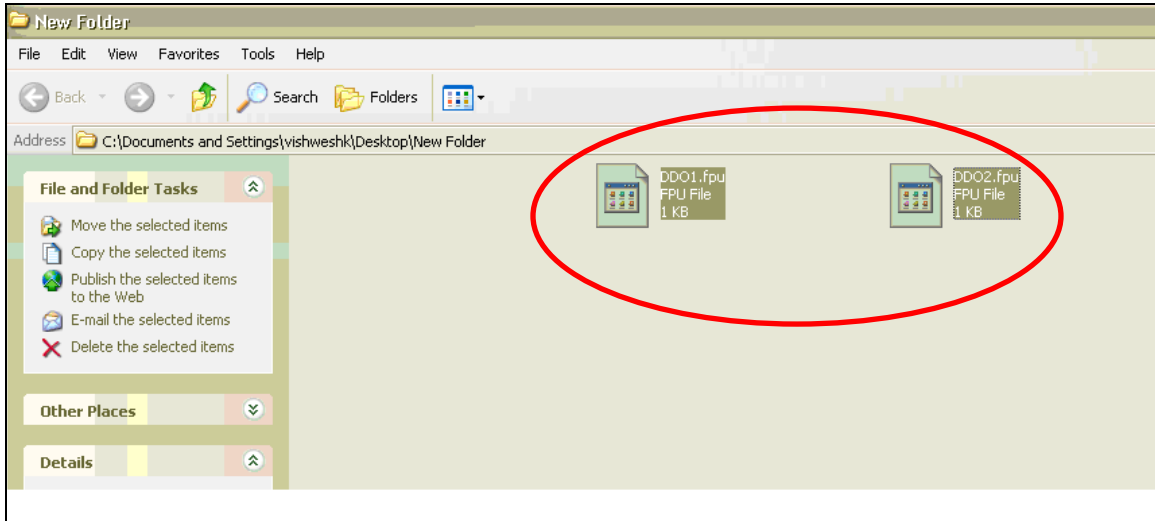 New Folder
File Edit View Favorites Tools Help
Back Search Folders
Address C:\Documents and Settings\vishweshk\Desktop\New Folder
File and Folder Tasks
Move the selected items
Copy the selected items
Publish the selected items
to the Web
E-mail the selected items
Delete the selected items
Other Places
Details
DDO1.fpu
FPU File
1 KB
DDO2.fpu
FPU File
1 KB